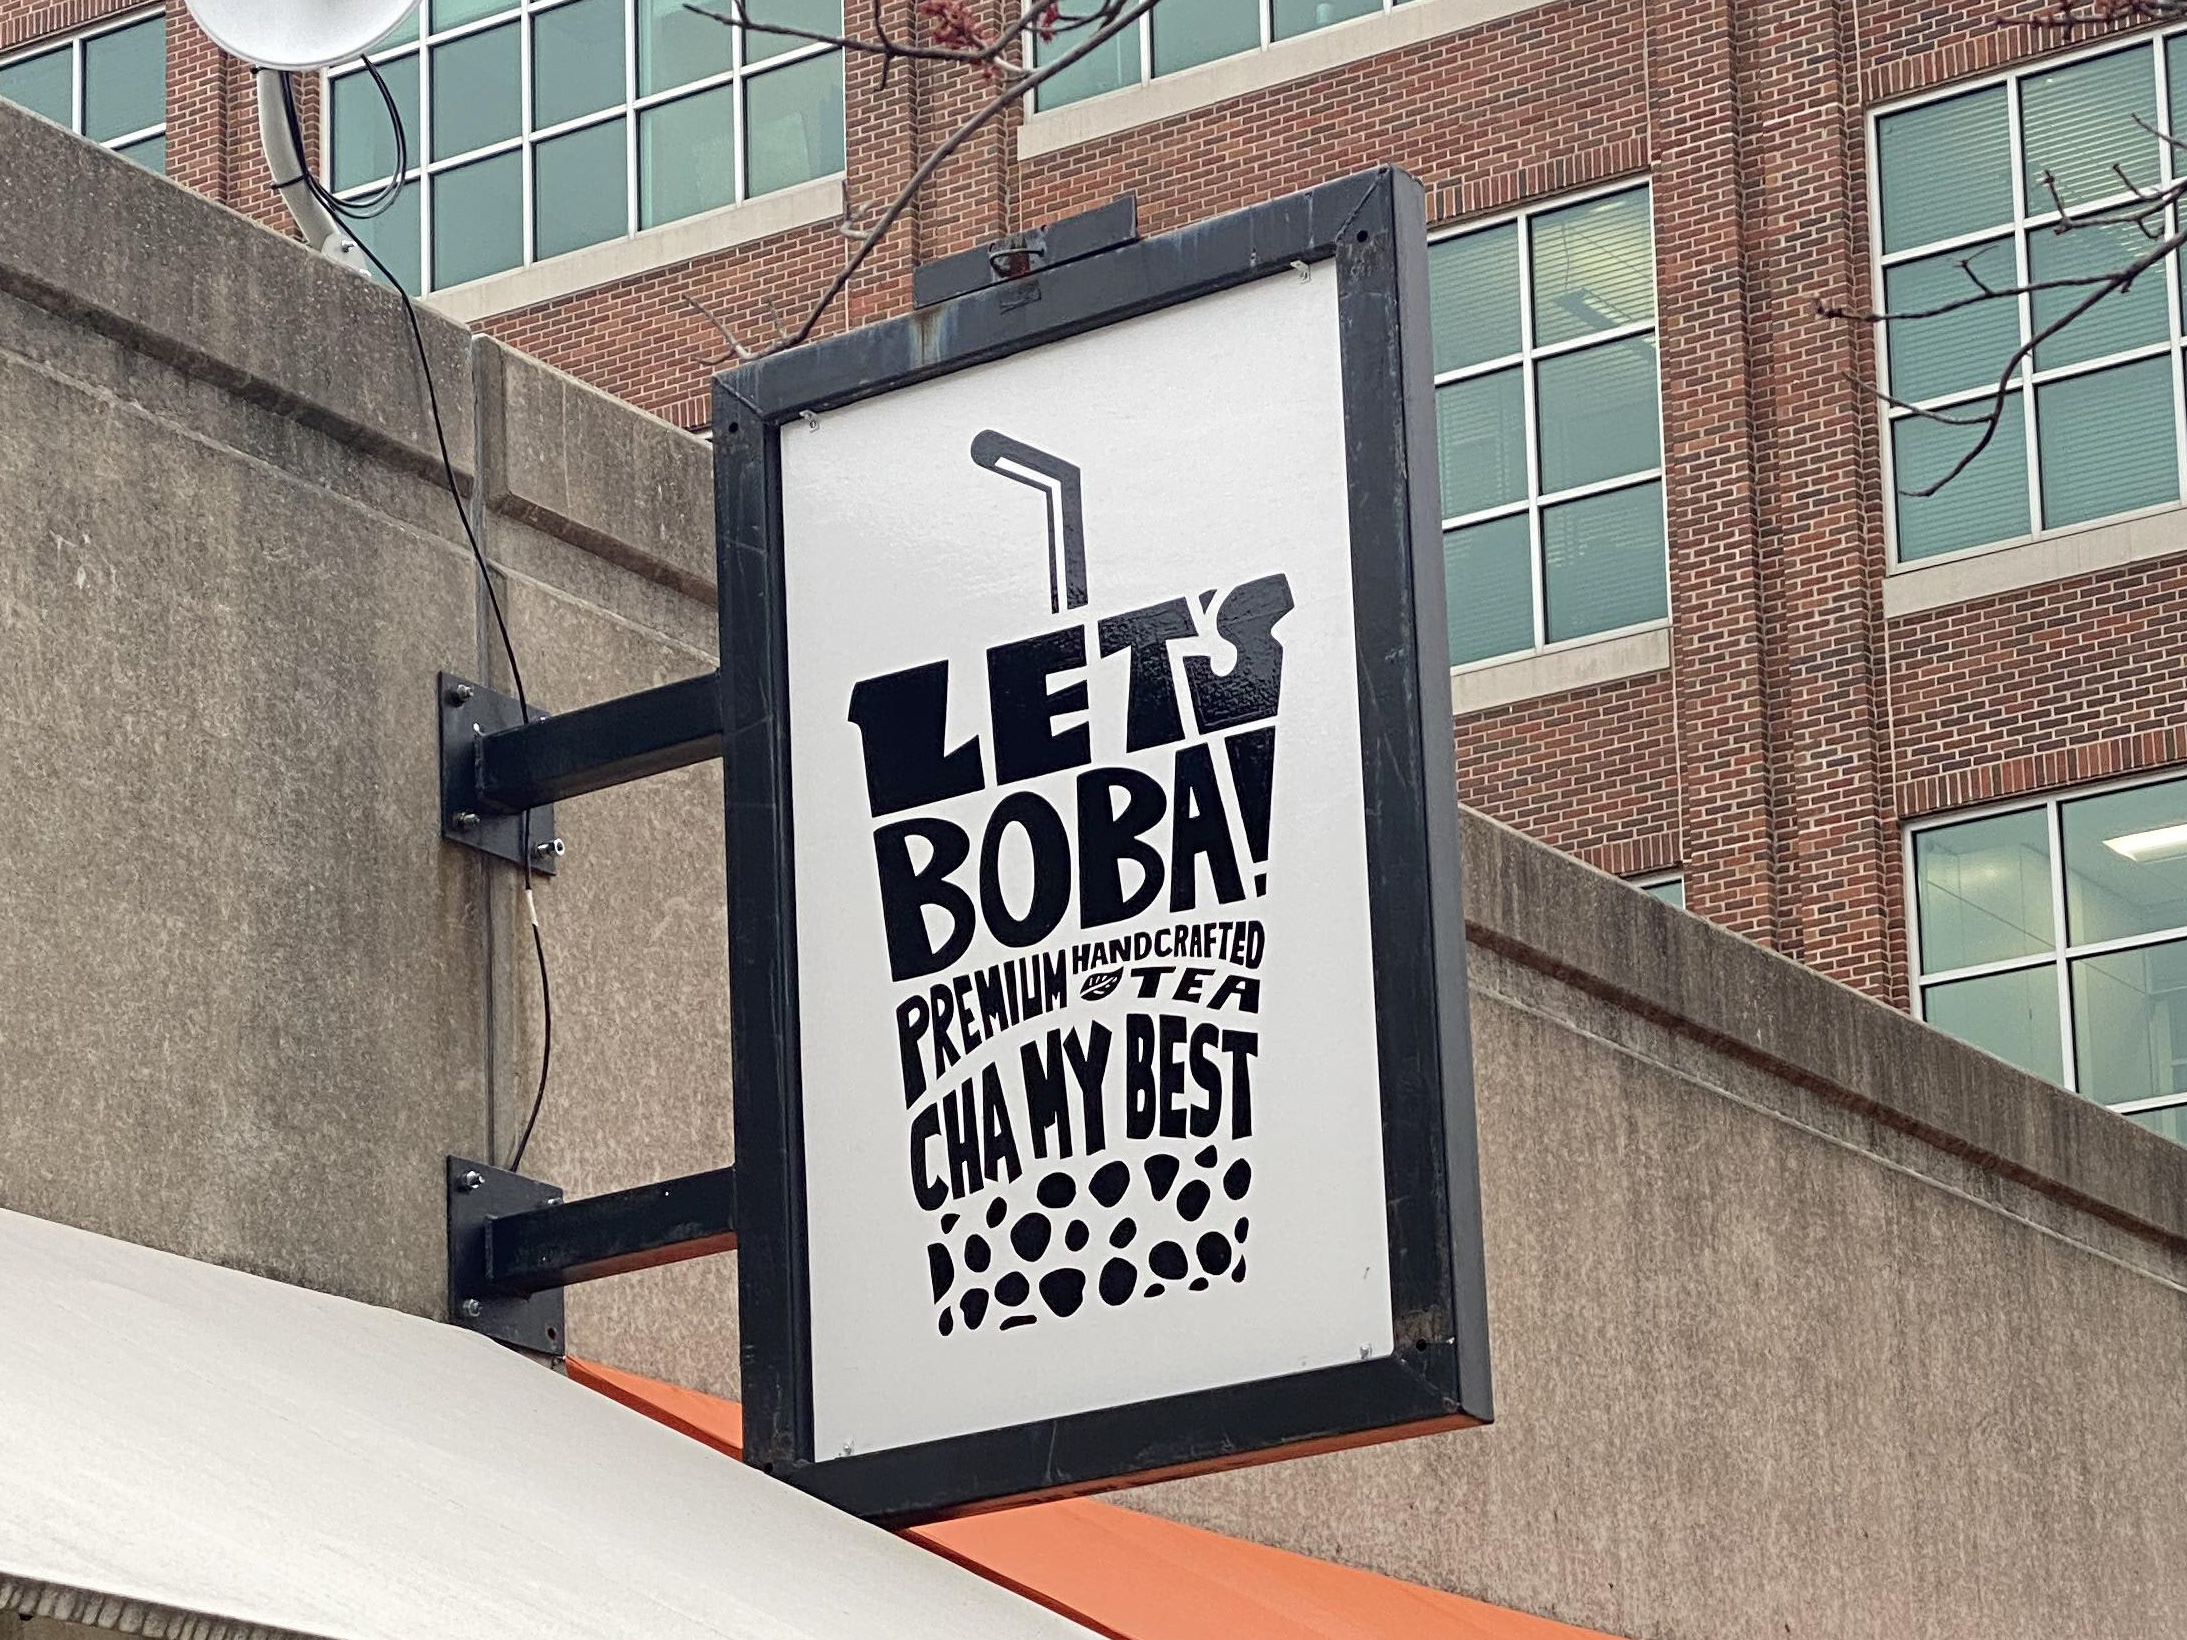 LET'S
BOBA!
PREMIUM HANDCRAFTED
TEA
CHA MY BEST